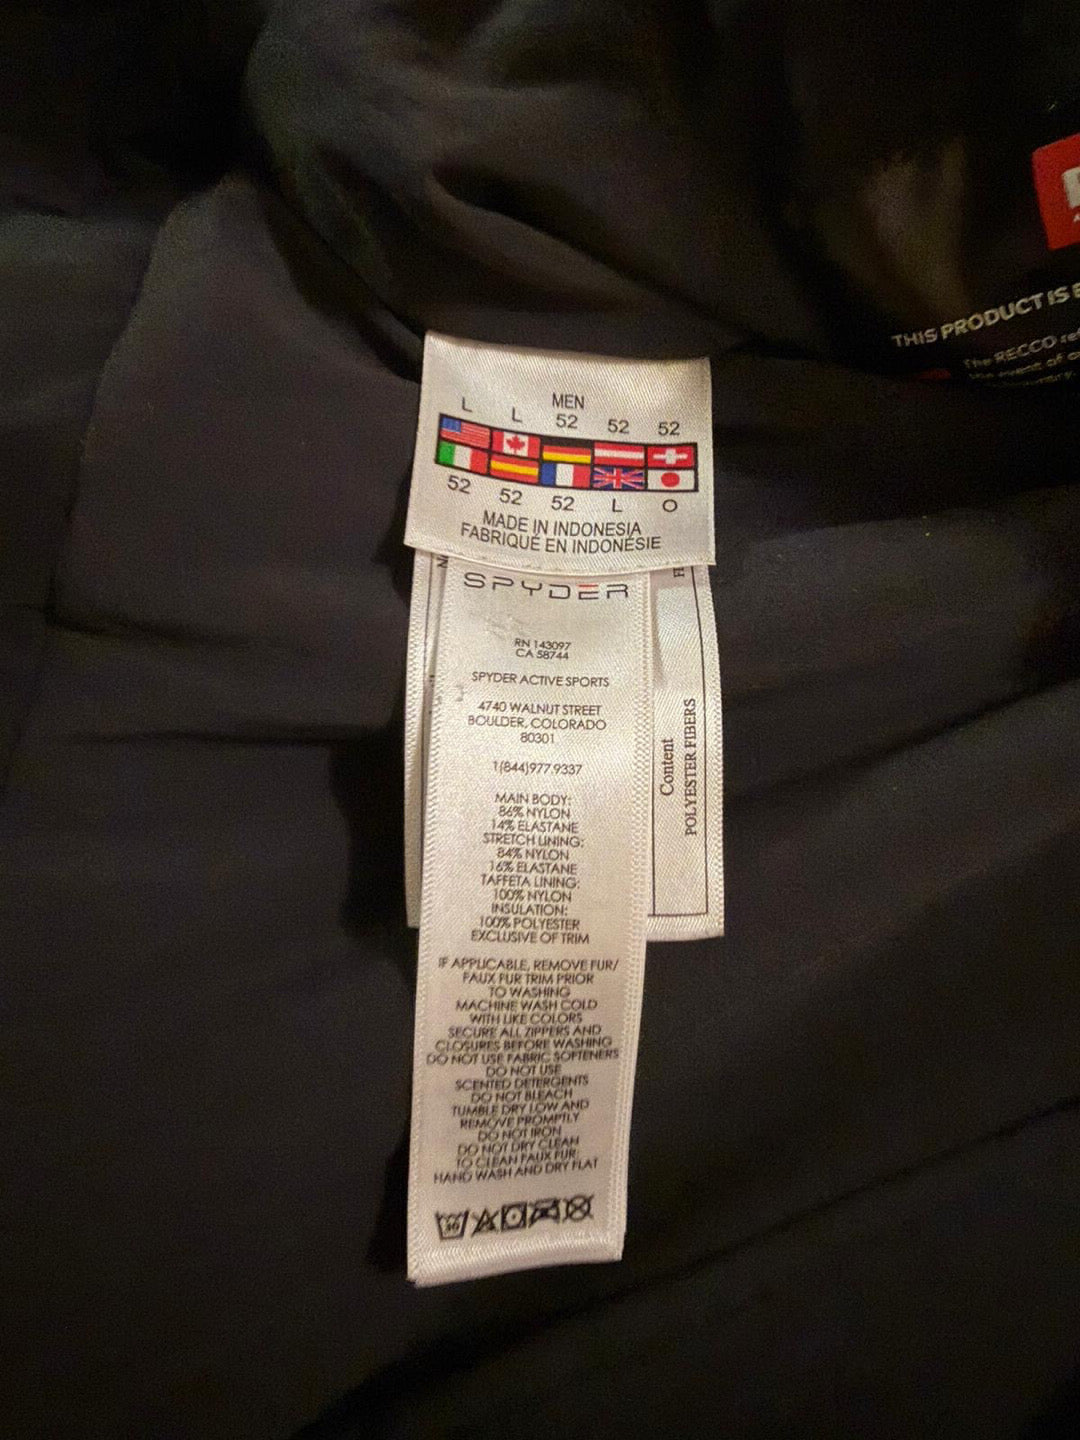 THIS PRODUCT IS
The RECCO
MEN
L L 52 52 52
52 52 52 L O
MADE IN INDONESIA
FABRIQUÉ EN INDONÉSIE
SPYDER
RN 143097
CA 58744
SPYDER ACTIVE SPORTS
4740 WALNUT STREET
BOULDER, COLORADO
80301
1(844)977.9337
MAIN BODY:
86% NYLON
14% ELASTANE
STRETCH LINING:
84% NYLON
16% ELASTANE
TAFFETA LINING:
100% NYLON
INSULATION:
100% POLYESTER
EXCLUSIVE OF TRIM
IF APPLICABLE, REMOVE FUR/
FAUX FUR TRIM PRIOR
TO WASHING
MACHINE WASH COLD
WITH LIKE COLORS
SECURE ALL ZIPPERS AND
CLOSURES BEFORE WASHING
DO NOT USE FABRIC SOFTENERS
DO NOT USE
SCENTED DETERGENTS
DO NOT BLEACH
TUMBLE DRY LOW AND
REMOVE PROMPTLY
DO NOT IRON
DO NOT DRY CLEAN
TO CLEAN FAUX FUR:
HAND WASH AND DRY FLAT
30
Content
POLYESTER FIBERS